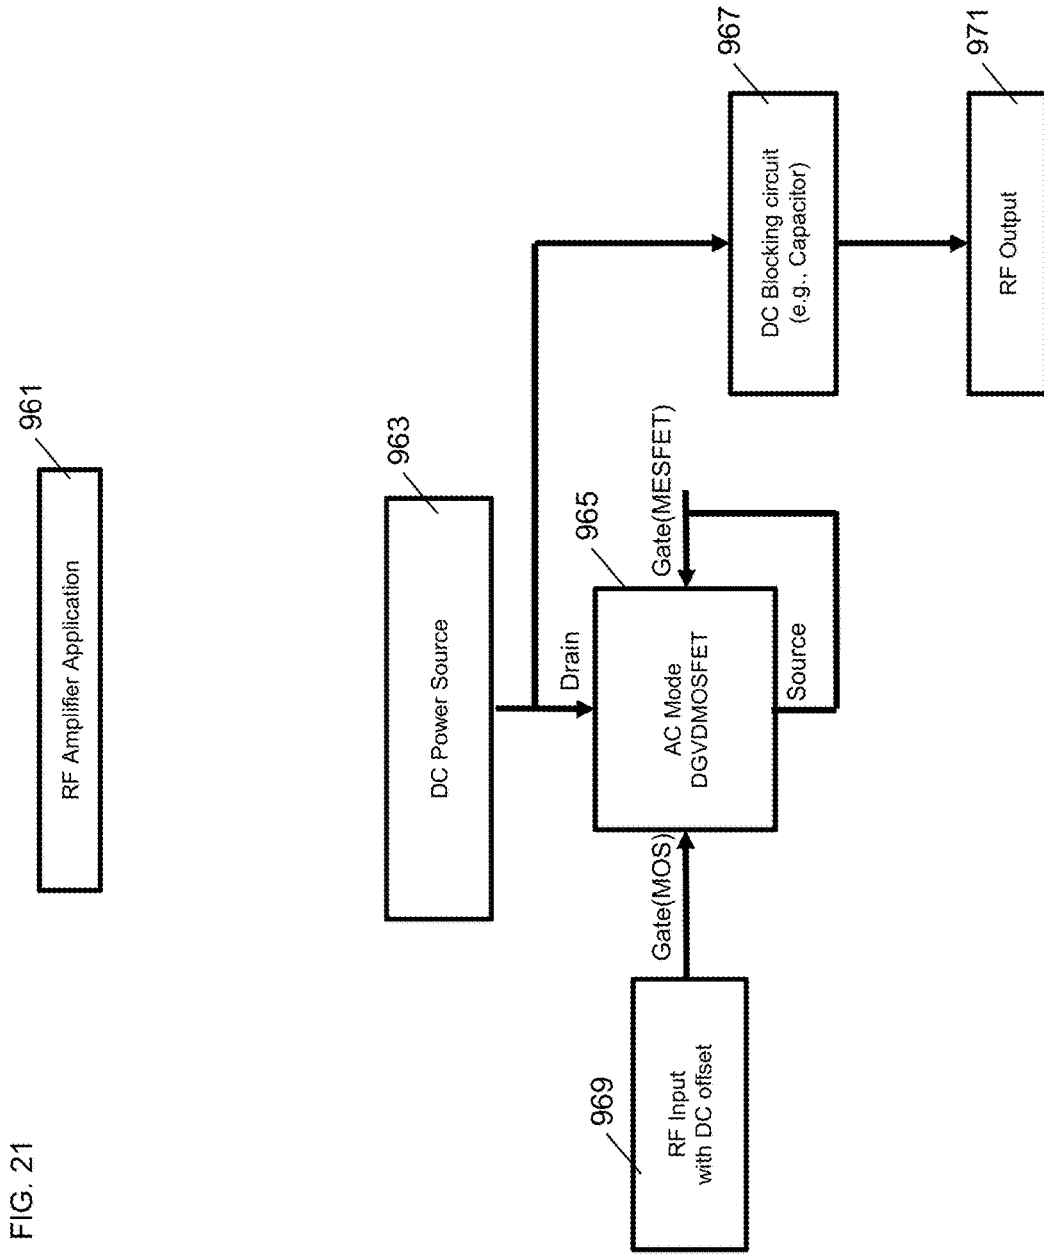 FIG. 21
RF Amplifier Application
961
DC Power Source
963
Drain
RF Input
with DC offset
969
Gate(MOS)
AC Mode
DGVDMOSFET
965
Gate(MESFET)
Source
DC Blocking circuit
(e.g., Capacitor)
967
RF Output
971